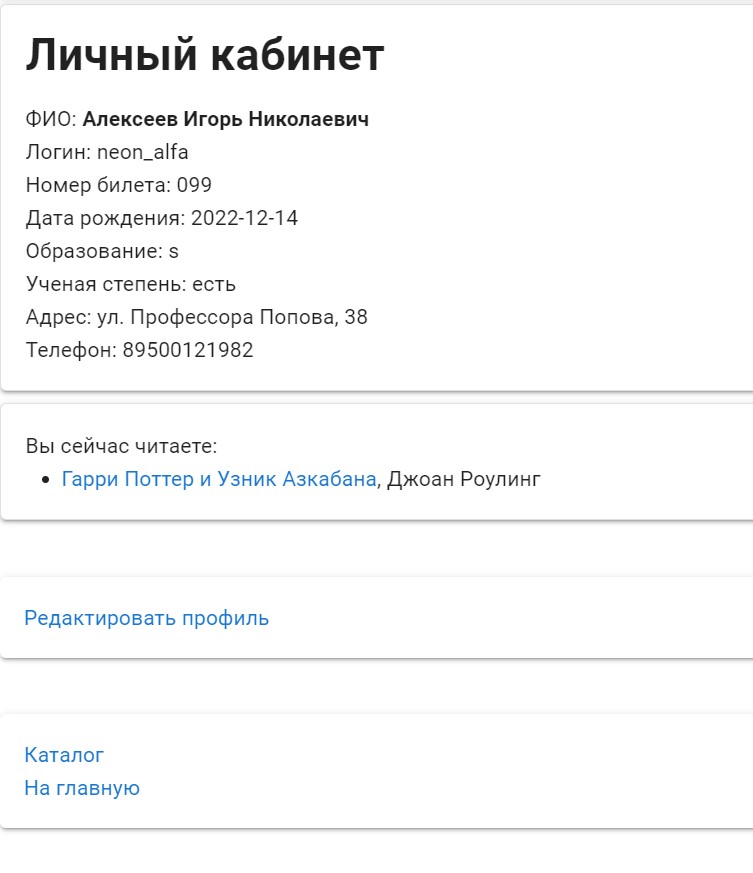 Личный кабинет
ФИО: Алексеев Игорь Николаевич
Логин: neon_alfa
Номер билета: 099
Дата рождения: 2022-12-14
Образование: s
Ученая степень: есть
Адрес: ул. Профессора Попова, 38
Телефон: 89500121982
Вы сейчас читаете:
• Гарри Поттер и Узник Азкабана, Джоан Роулинг
Редактировать профиль
Каталог
На главную